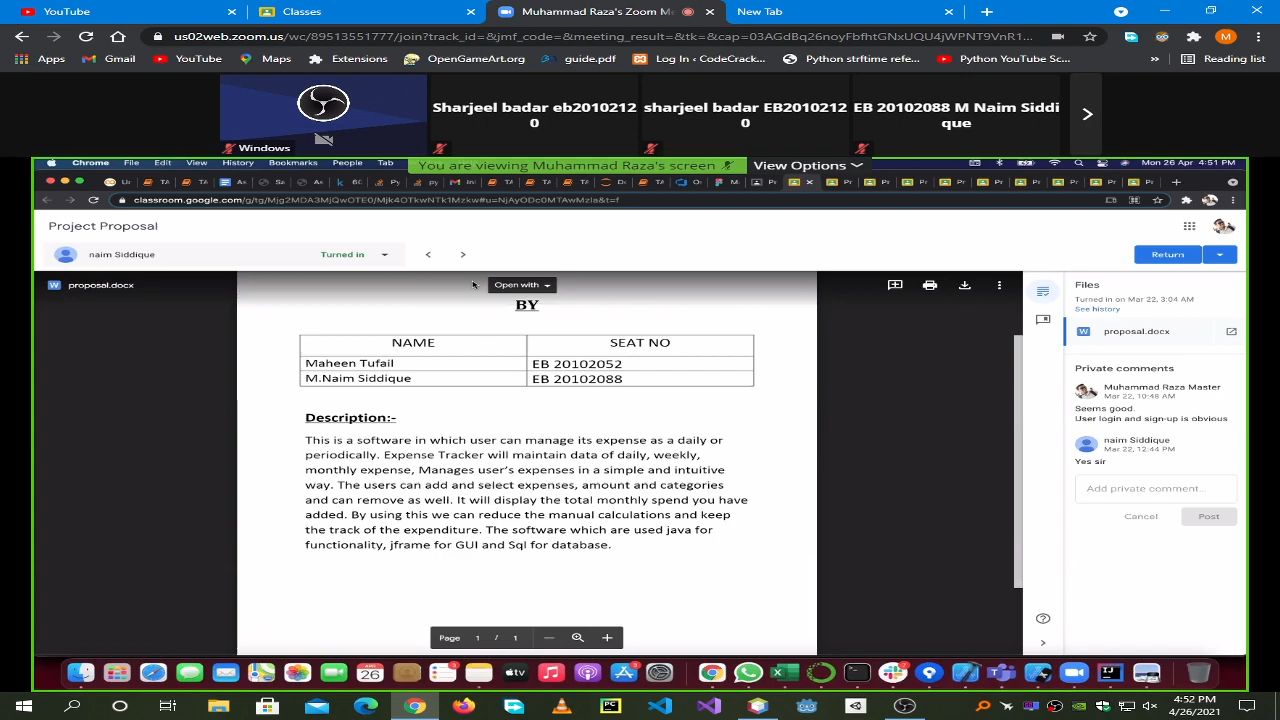 YouTube
Classes
Muhammad Raza's Zoom Me
New Tab
us02web.zoom.us/wc/89513551777/join?track_id=&jmf_code=&meeting_result=&tk=&cap=
Apps
Gmail
YouTube
Maps
Extensions
OpenGameArt.org
guide.pdf
Log In ‹ CodeCrack...
Python strftime refe...
Python YouTube Sc...
»
Reading list
Windows
Sharjeel badar eb2010212
0
sharjeel badar EB2010212
0
EB 20102088 M Naim Siddi
que
You are viewing Muhammad Raza's screen
View Options
Chrome File Edit View History Bookmarks People Tab
Mon 26 Apr 4:51 PM
Project Proposal
naim Siddique
Turned in
Return
proposal.docx
Open with
BY
NAME SEAT NO
Maheen Tufail EB 20102052
M.Naim Siddique EB 20102088
Description:-
This is a software in which user can manage its expense as a daily or
periodically. Expense Tracker will maintain data of daily, weekly,
monthly expense, Manages user's expenses in a simple and intuitive
way. The users can add and select expenses, amount and categories
and can remove as well. It will display the total monthly spend you have
added. By using this we can reduce the manual calculations and keep
the track of the expenditure. The software which are used java for
functionality, jframe for GUI and Sql for database.
Page 1 / 1
Files
Turned in on Mar 22, 3:04 AM
See history
proposal.docx
Private comments
Muhammad Raza Master
Mar 22, 10:48 AM
Seems good.
User login and sign-up is obvious
naim Siddique
Mar 22, 12:44 PM
Yes sir
Add private comment...
Cancel
Post
4:52 PM
4/26/2021